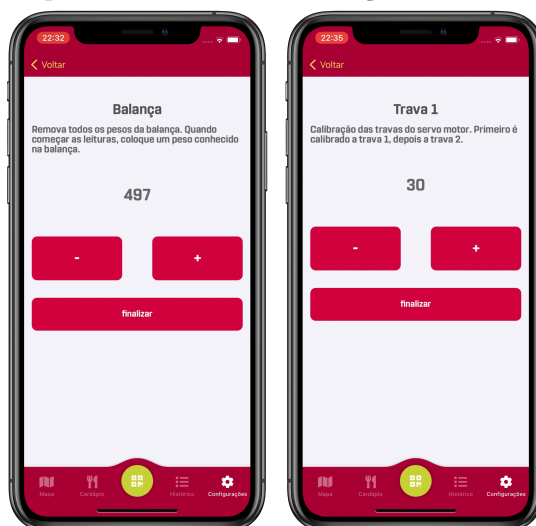 22:32
Voltar
Balança
Remova todos os pesos da balança. Quando
começar as leituras, coloque um peso conhecido
na balança.
497
-
+
finalizar
Mapa
Cardápio
Histórico
Configurações
22:35
Voltar
Trava 1
Calibração das travas do servo motor. Primeiro é
calibrado a trava 1, depois a trava 2.
30
-
+
finalizar
Mapa
Cardápio
Histórico
Configurações